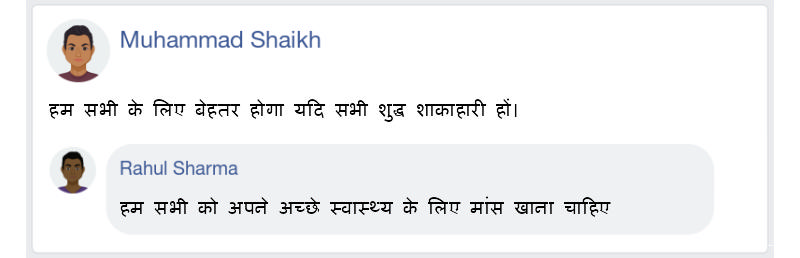 Muhammad Shaikh
हम सभी के लिए बेहतर होगा यदि सभी शुद्ध शाकाहारी हों।
Rahul Sharma
हम सभी को अपने अच्छे स्वास्थ्य के लिए मांस खाना चाहिए